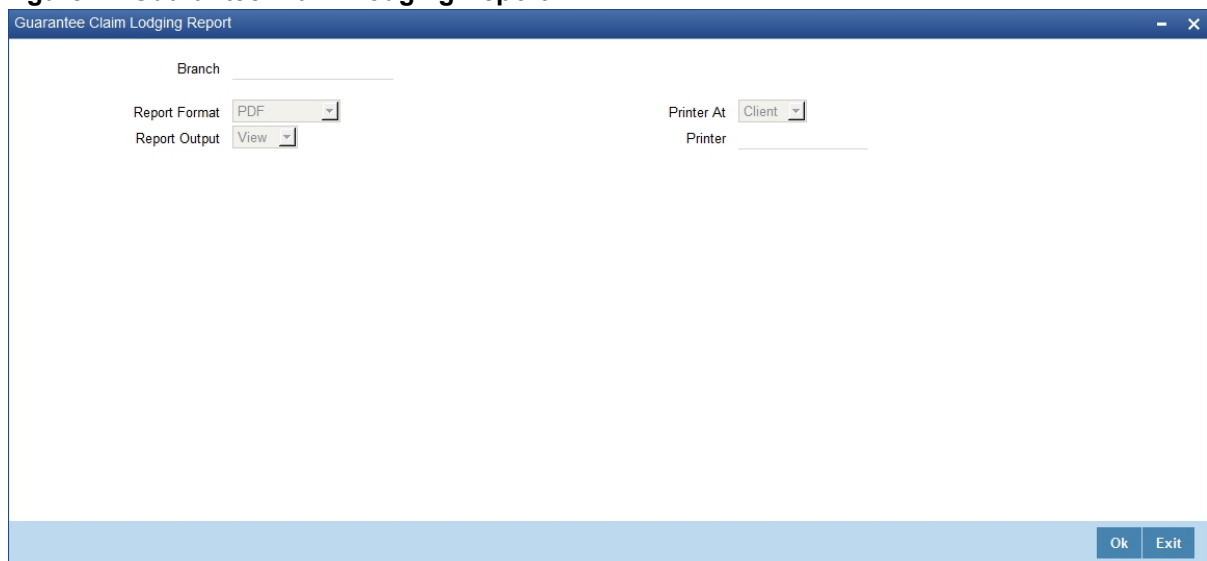 Guarantee Claim Lodging Report
Branch
Report Format PDF
Printer At Client
Report Output View
Printer
Ok Exit